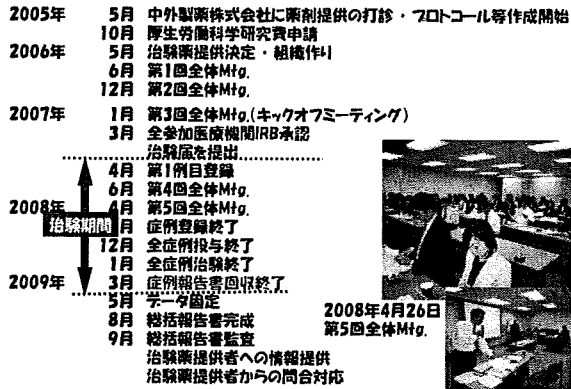 2005年 5月 中外製薬株式会社に薬剤提供の打診・プロトコール等作成開始
10月 厚生労働科学研究費申請
2006年 5月 治験薬提供決定・組織作り
6月 第1回全体Mtg.
12月 第2回全体Mtg.
2007年 1月 第3回全体Mtg.(キックオフミーティング)
3月 全参加医療機関IRB承認
治験届を提出
4月 第1例目登録
6月 第4回全体Mtg.
2008年 4月 第5回全体Mtg.
治験期間 月 症例登録終了
12月 全症例投与終了
1月 全症例治験終了
2009年 3月 症例報告書回収終了
5月 データ固定
8月 総括報告書完成
9月 総括報告書監査
治験薬提供者への情報提供
治験薬提供者からの問合対応
2008年4月26日
第5回全体Mtg.